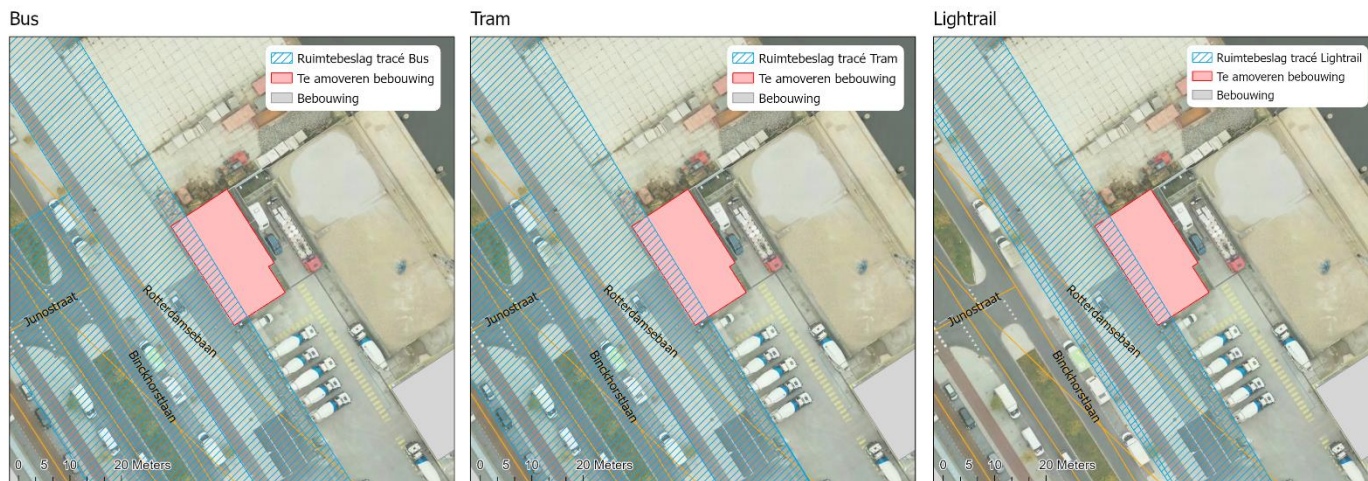 Bus
Ruimtebeslag tracé Bus
Te amoveren bebouwing
Bebouwing
Junostraat
Rotterdamsebaan
Binckhorstlaan
0 5 10 20 Meters
Tram
Ruimtebeslag tracé Tram
Te amoveren bebouwing
Bebouwing
Junostraat
Rotterdamsebaan
Binckhorstlaan
0 5 10 20 Meters
Lightrail
Ruimtebeslag tracé Lightrail
Te amoveren bebouwing
Bebouwing
Junostraat
Rotterdamsebaan
Binckhorstlaan
0 5 10 20 Meters